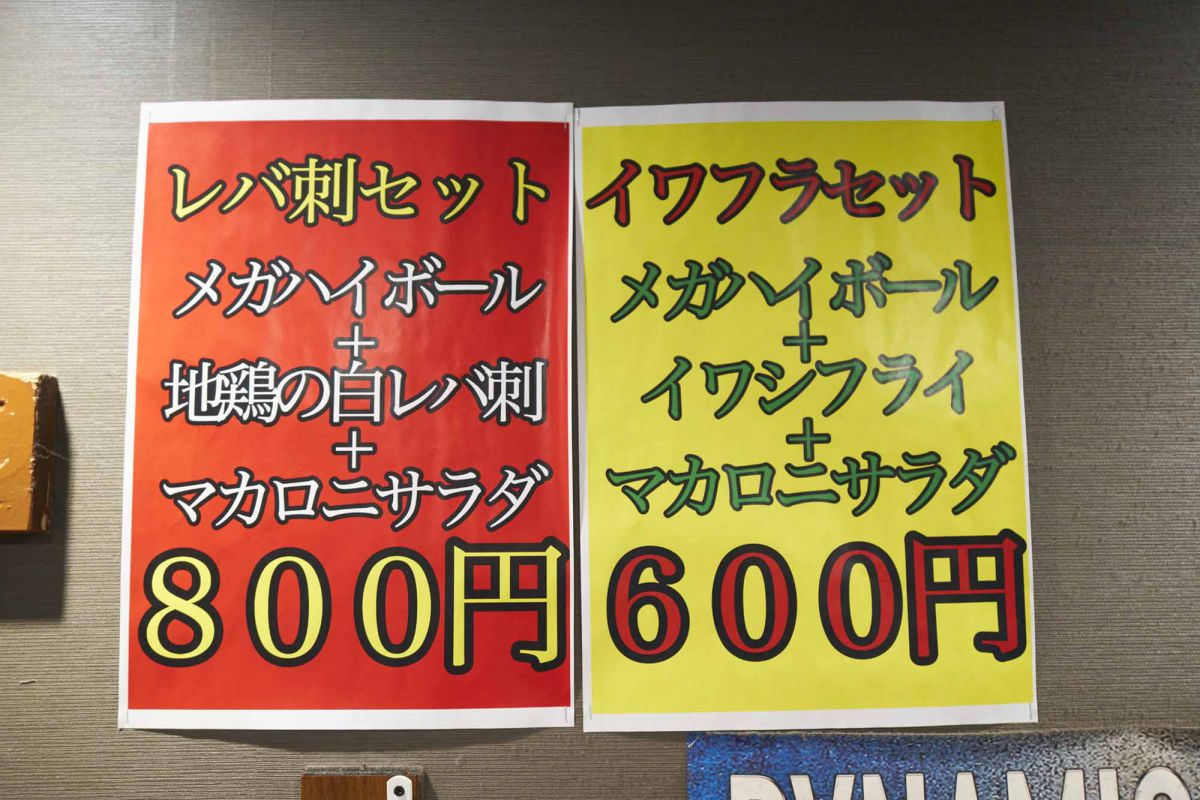 レバ刺セット
メガハイボール
+
地鶏の白レバ刺
+
マカロニサラダ
800円
イワフラセット
メガハイボール
+
イワシフライ
+
マカロニサラダ
600円